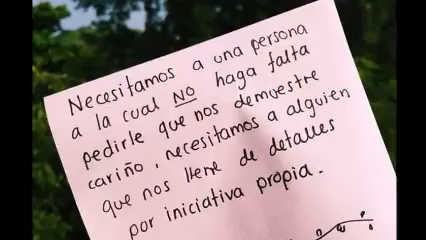 Necesitamos a una persona
a la cual NO haga falta
pedirle que nos demuestre
cariño, necesitamos a alguien
que nos llene de detalles
por iniciativa propia.